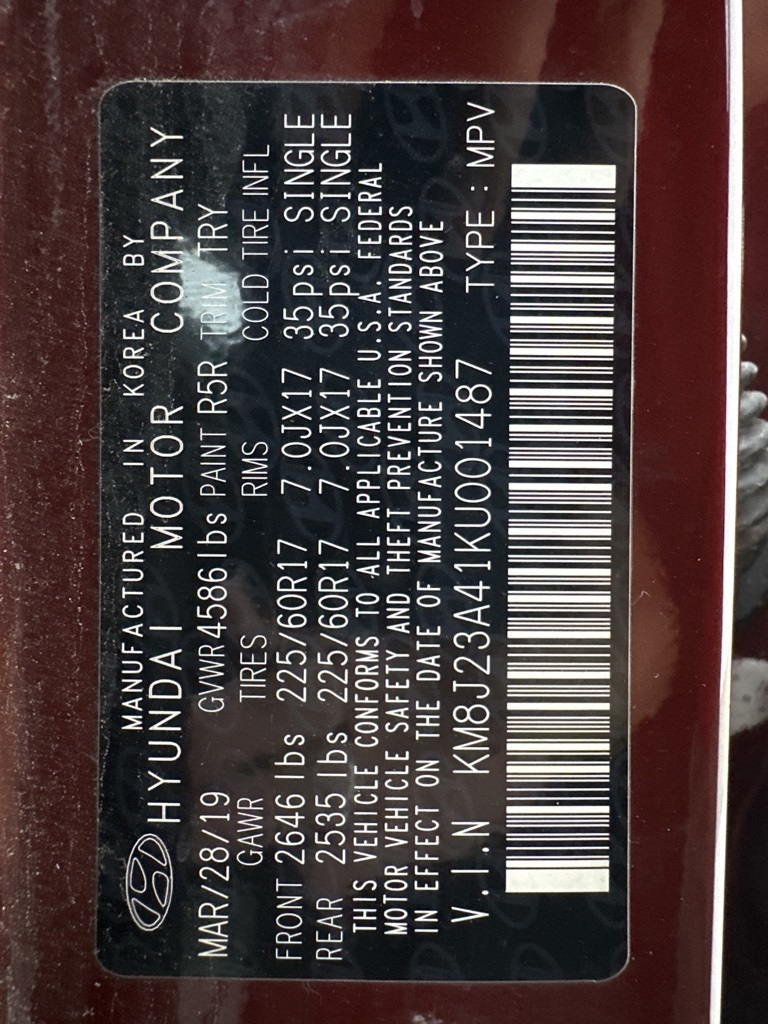 MANUFACTURED IN KOREA BY
HYUNDAI MOTOR COMPANY
MAR/28/19 GVWR 4586 lbs PAINT R5R TRIM TRY
GAWR TIRES RIMS COLD TIRE INFL
FRONT 2646 lbs 225/60R17 7.0JX17 35psi SINGLE
REAR 2535 lbs 225/60R17 7.0JX17 35psi SINGLE
THIS VEHICLE CONFORMS TO ALL APPLICABLE U.S.A. FEDERAL
MOTOR VEHICLE SAFETY AND THEFT PREVENTION STANDARDS
IN EFFECT ON THE DATE OF MANUFACTURE SHOWN ABOVE
V.I.N KM8J23A41KU001487 TYPE : MPV